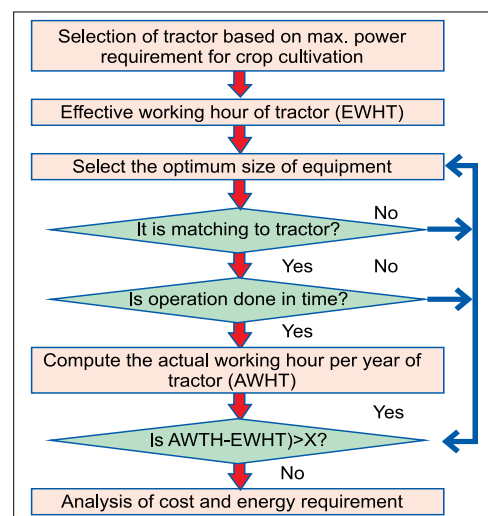 Selection of tractor based on max. power
requirement for crop cultivation
Effective working hour of tractor (EWHT)
Select the optimum size of equipment
No
It is matching to tractor?
Yes
No
Is operation done in time?
Yes
Compute the actual working hour per year of
tractor (AWHT)
Yes
Is AWTH-EWHT)>X?
No
Analysis of cost and energy requirement